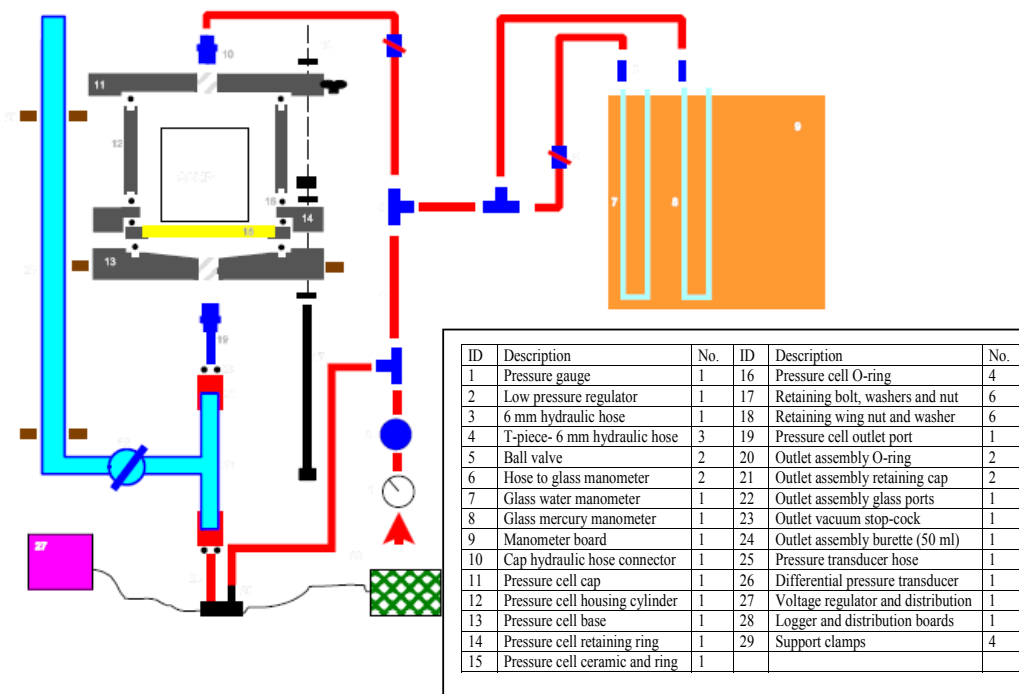 10
11
12
16
14
15
13
9
7
8
19
27
ID Description No. ID Description No.
1 Pressure gauge 1 16 Pressure cell O-ring 4
2 Low pressure regulator 1 17 Retaining bolt, washers and nut 6
3 6 mm hydraulic hose 1 18 Retaining wing nut and washer 6
4 T-piece- 6 mm hydraulic hose 3 19 Pressure cell outlet port 1
5 Ball valve 2 20 Outlet assembly O-ring 2
6 Hose to glass manometer 2 21 Outlet assembly retaining cap 2
7 Glass water manometer 1 22 Outlet assembly glass ports 1
8 Glass mercury manometer 1 23 Outlet vacuum stop-cock 1
9 Manometer board 1 24 Outlet assembly burette (50 ml) 1
10 Cap hydraulic hose connector 1 25 Pressure transducer hose 1
11 Pressure cell cap 1 26 Differential pressure transducer 1
12 Pressure cell housing cylinder 1 27 Voltage regulator and distribution 1
13 Pressure cell base 1 28 Logger and distribution boards 1
14 Pressure cell retaining ring 1 29 Support clamps 4
15 Pressure cell ceramic and ring 1